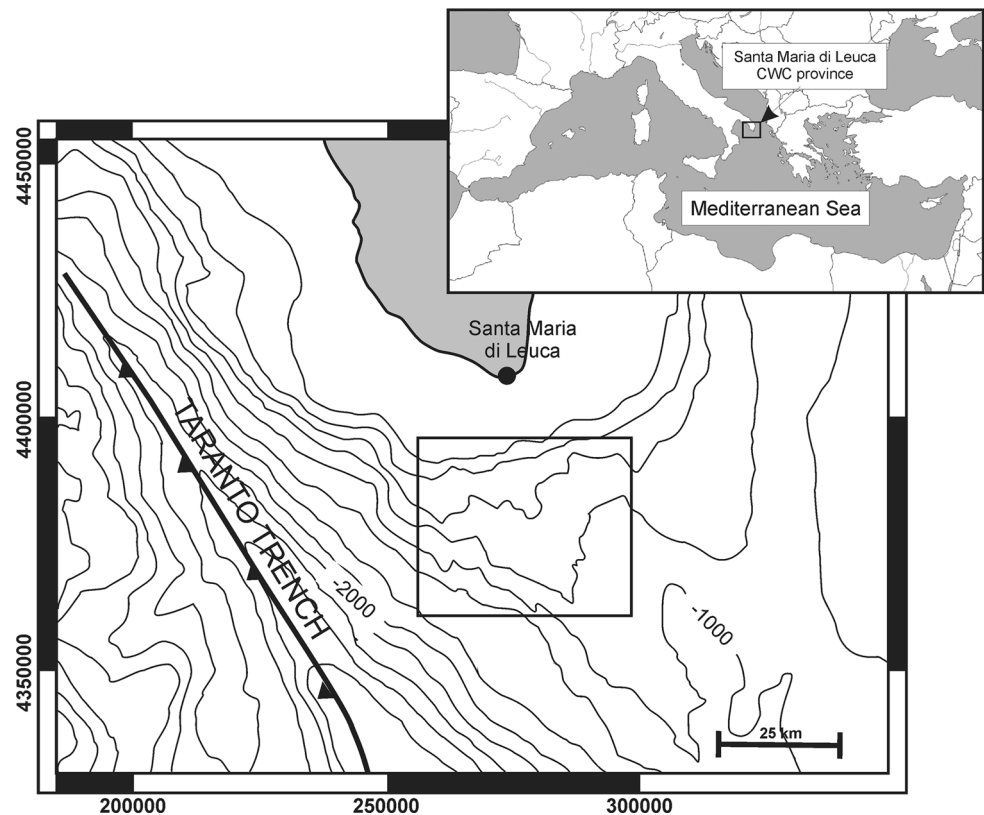 Santa Maria di Leuca
CWC province
Mediterranean Sea
4450000
4400000
4350000
Santa Maria
di Leuca
TARANTO TRENCH
-2000
-1000
25 km
200000
250000
300000